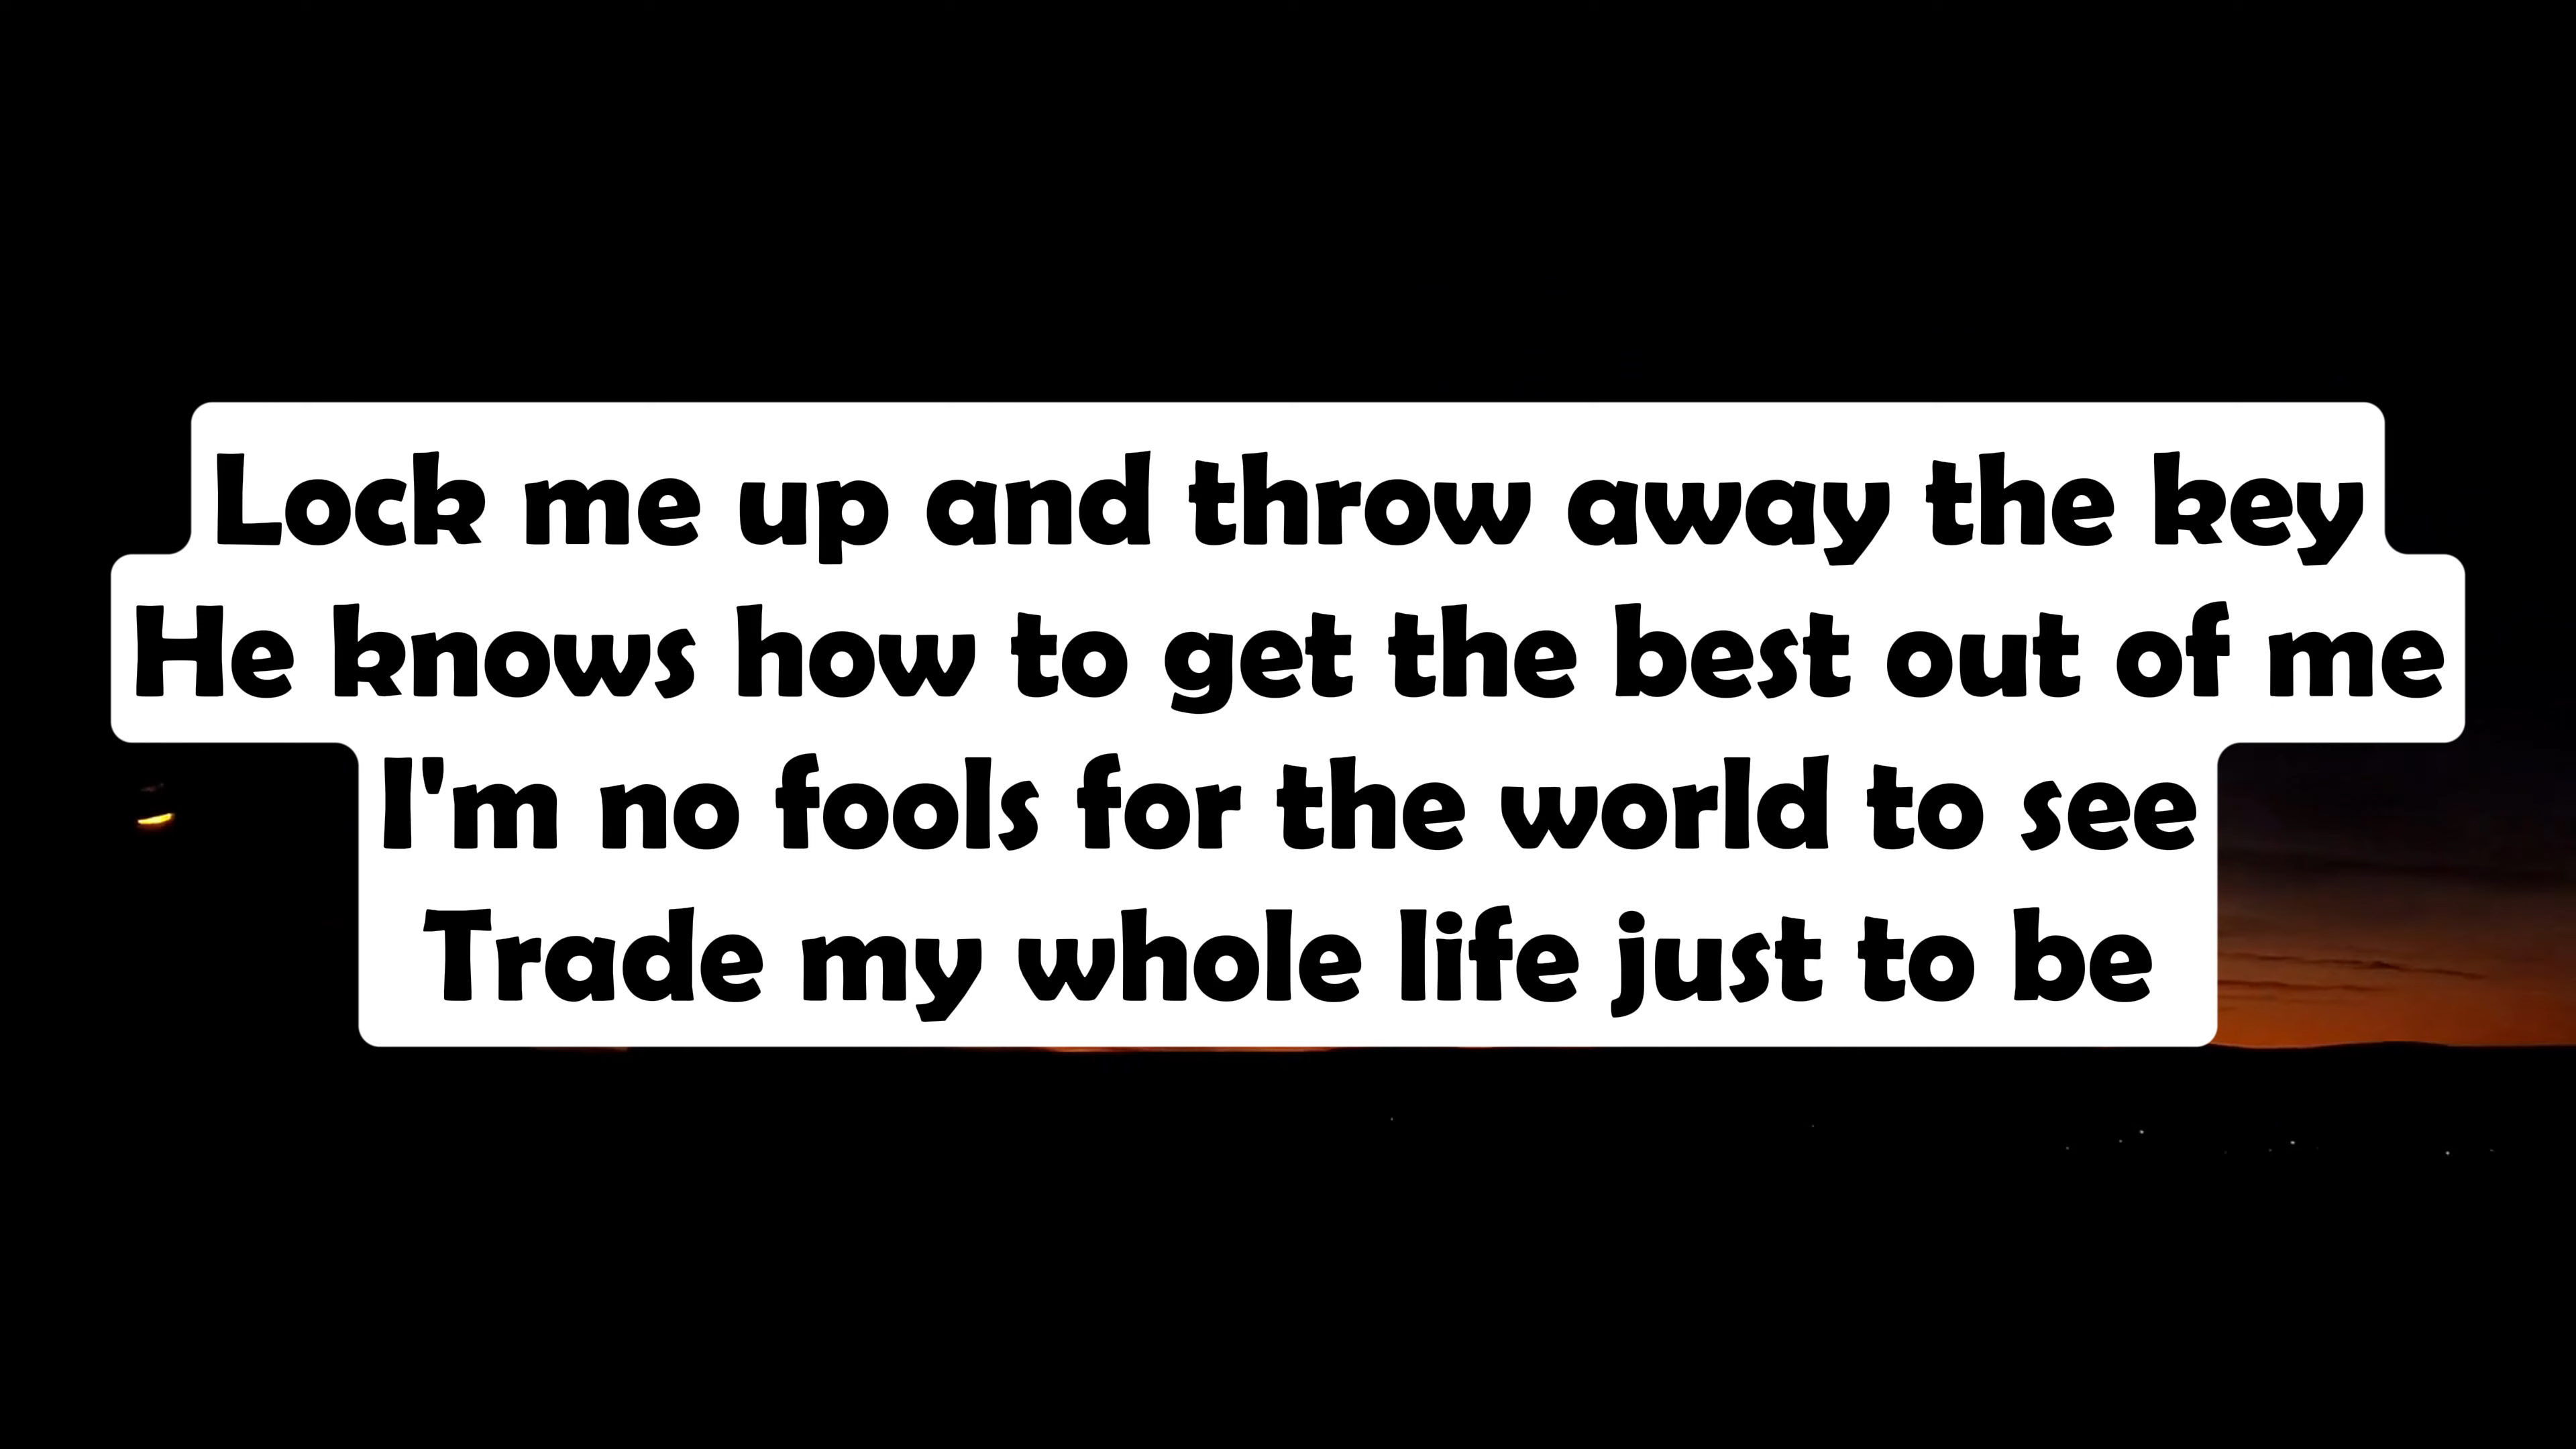 Lock me up and throw away the key
He knows how to get the best out of me
I'm no fools for the world to see
Trade my whole life just to be